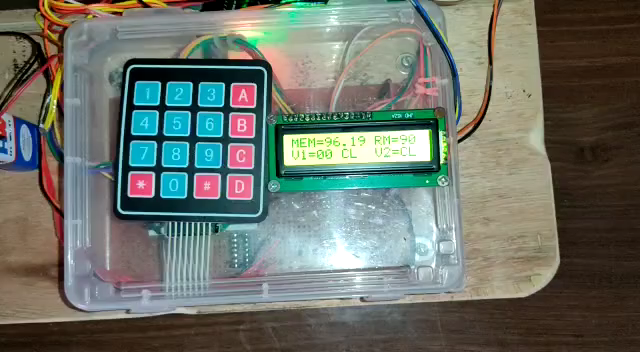 1 2 3 A
4 5 6 B
7 8 9 C
* 0 # D
MEM=96.19 RM=90
V1=00 CL V2=CL